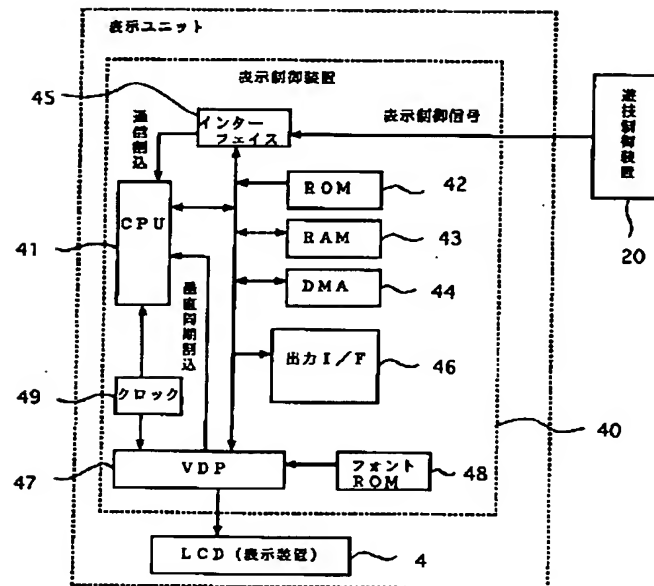 表示ユニット
表示制御装置
45
インターフェイス
表示制御信号
遊技制御装置
20
通信割込
CPU
41
ROM
42
RAM
43
DMA
44
垂直同期割込
出力I/F
46
クロック
49
40
VDP
47
フォント
ROM
48
LCD(表示装置)
4